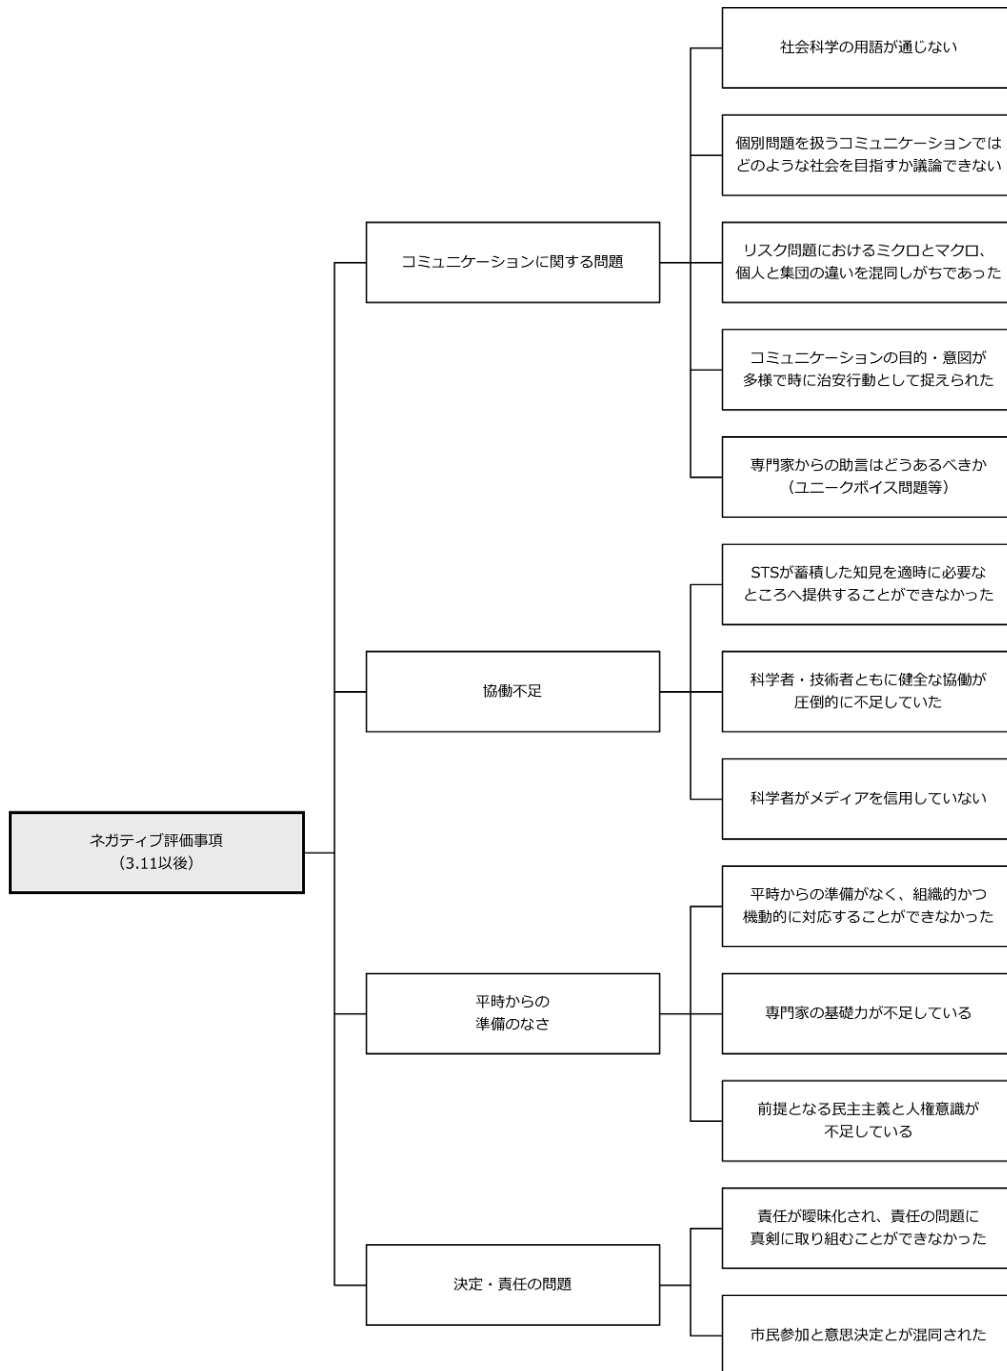 ネガティブ評価事項
（3.11以後）
コミュニケーションに関する問題
社会科学の用語が通じない
個別問題を扱うコミュニケーションでは
どのような社会を目指すか議論できない
リスク問題におけるミクロとマクロ、
個人と集団の違いを混同しがちであった
コミュニケーションの目的・意図が
多様で時に治安行動として捉えられた
専門家からの助言はどうあるべきか
（ユニークボイス問題等）
協働不足
STSが蓄積した知見を適時に必要な
ところへ提供することができなかった
科学者・技術者ともに健全な協働が
圧倒的に不足していた
科学者がメディアを信用していない
平時からの
準備のなさ
平時からの準備がなく、組織的かつ
機動的に対応することができなかった
専門家の基礎力が不足している
前提となる民主主義と人権意識が
不足している
決定・責任の問題
責任が曖昧化され、責任の問題に
真剣に取り組むことができなかった
市民参加と意思決定とが混同された